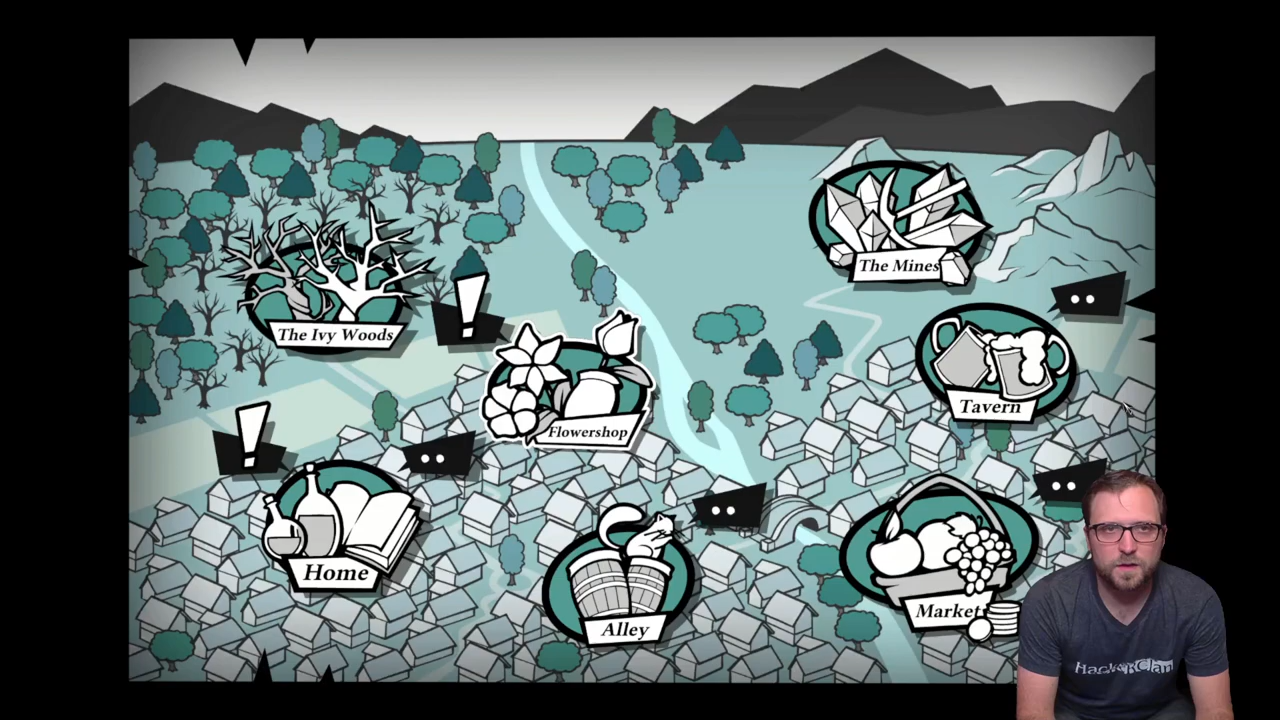 The Mines
The Ivy Woods
Tavern
Flowershop
Home
Market
Alley